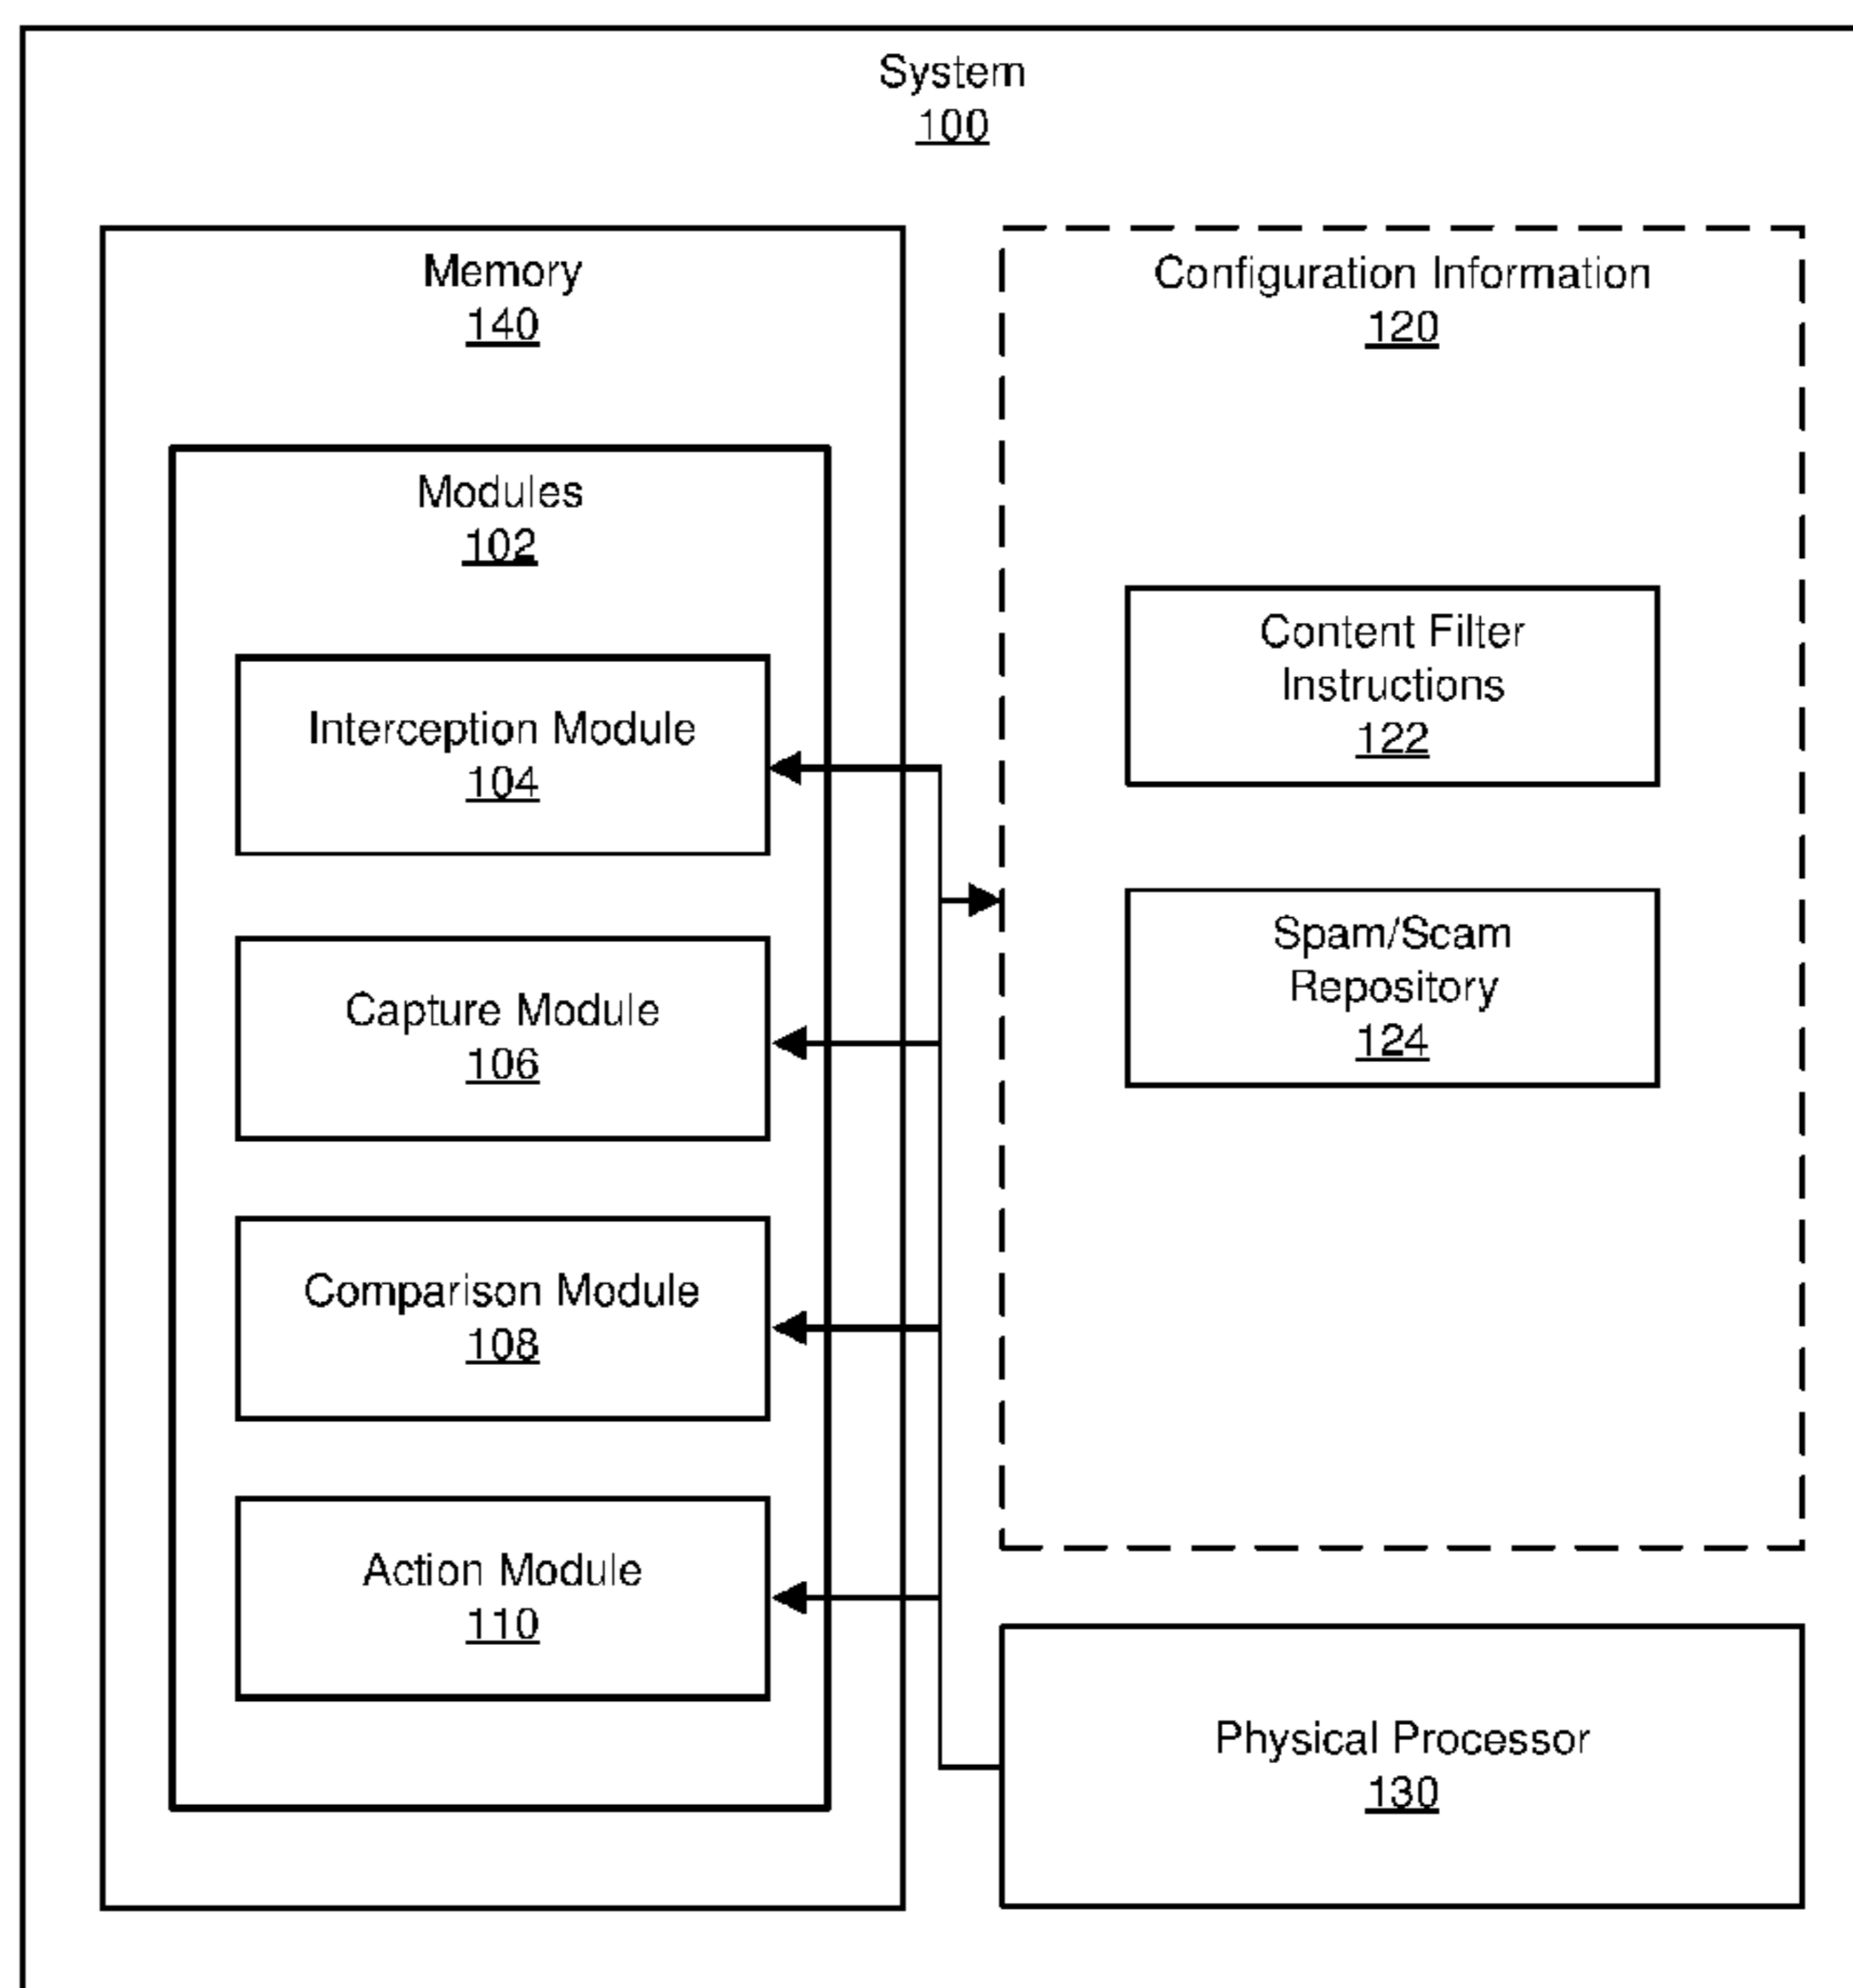 System
100
Memory
140
Modules
102
Interception Module
104
Capture Module
106
Comparison Module
108
Action Module
110
Configuration Information
120
Content Filter
Instructions
122
Spam/Scam
Repository
124
Physical Processor
130